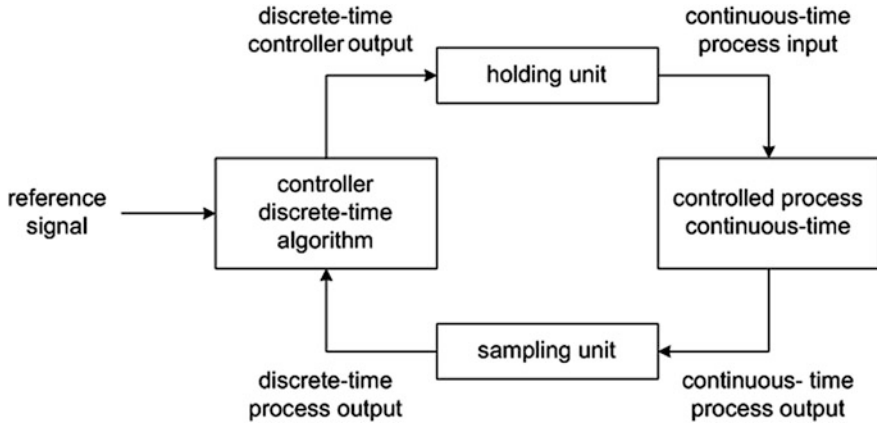 discrete-time
controller output
continuous-time
process input
holding unit
reference
signal
controller
discrete-time
algorithm
controlled process
continuous-time
sampling unit
discrete-time
process output
continuous- time
process output